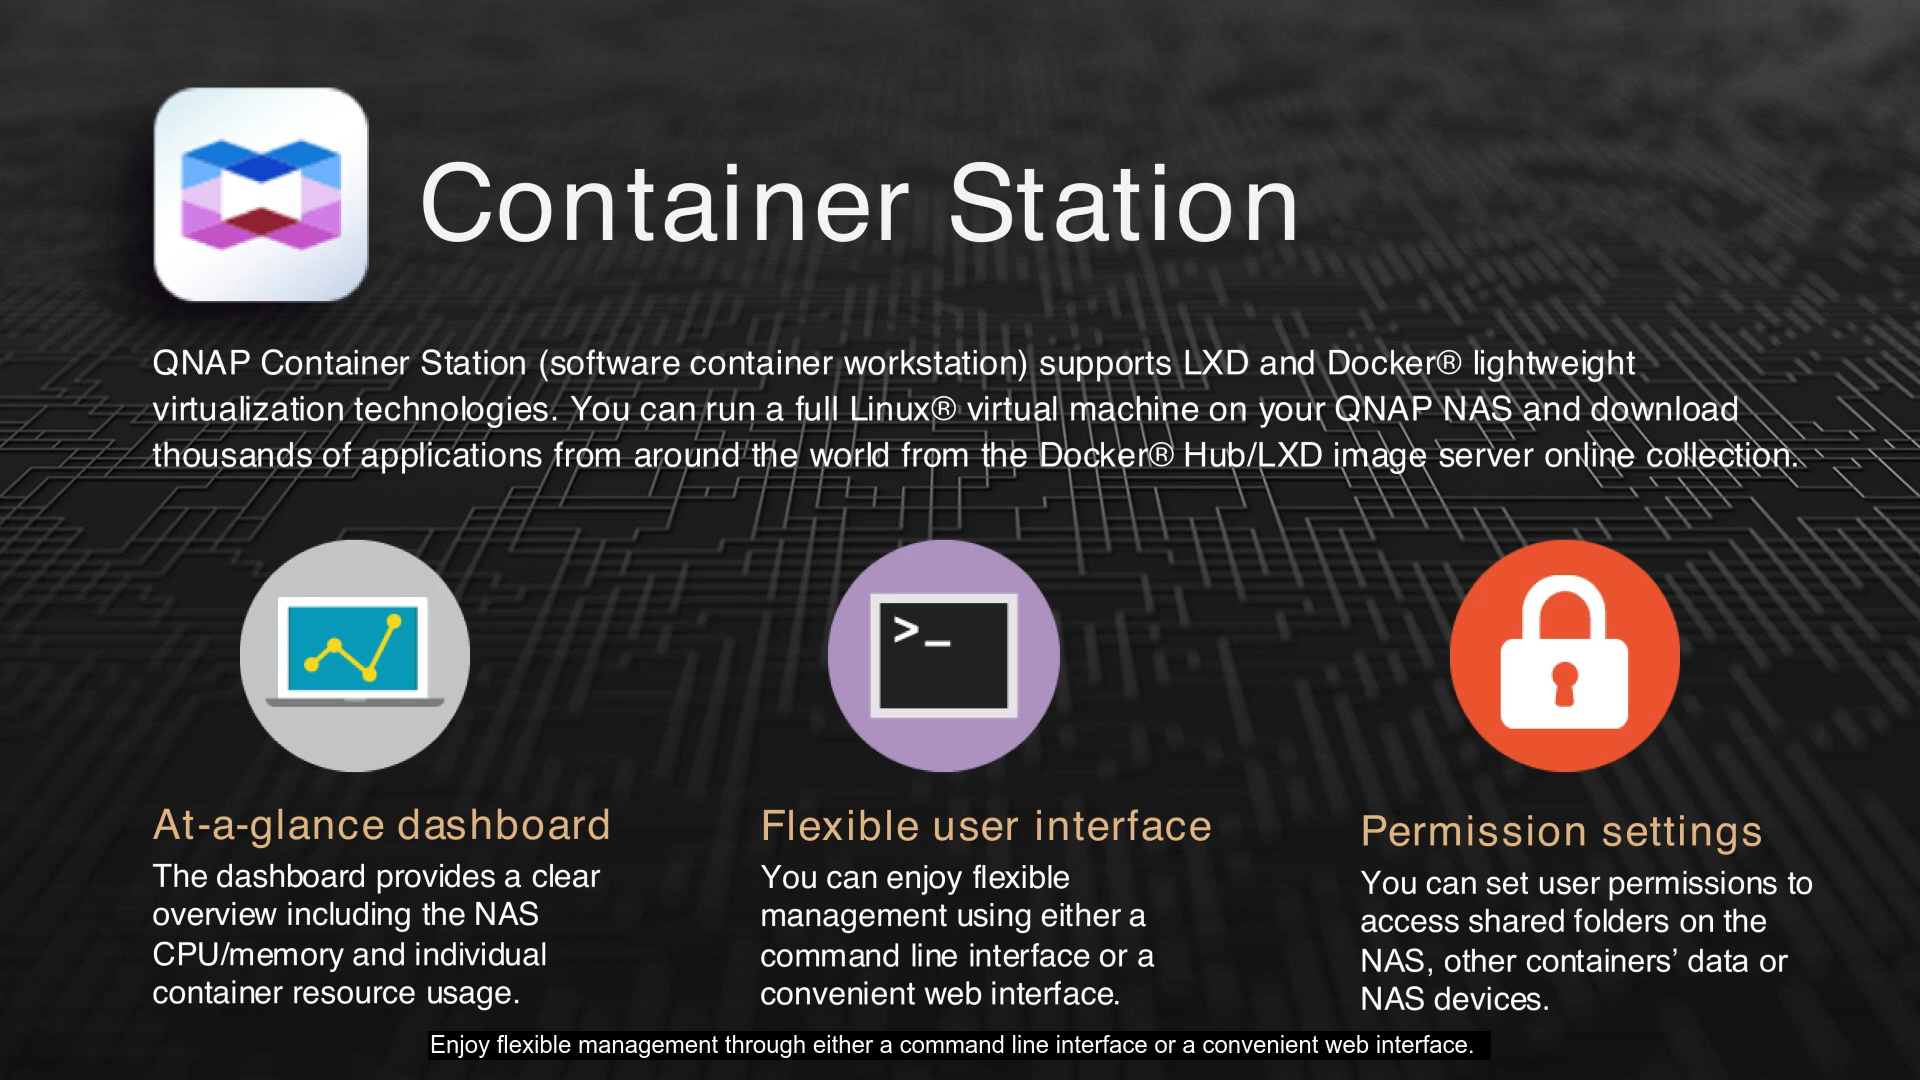 Container Station
QNAP Container Station (software container workstation) supports LXD and Docker® lightweight
virtualization technologies. You can run a full Linux® virtual machine on your QNAP NAS and download
thousands of applications from around the world from the Docker® Hub/LXD image server online collection.
>_
At-a-glance dashboard
The dashboard provides a clear
overview including the NAS
CPU/memory and individual
container resource usage.
Flexible user interface
You can enjoy flexible
management using either a
command line interface or a
convenient web interface.
Permission settings
You can set user permissions to
access shared folders on the
NAS, other containers’ data or
NAS devices.
Enjoy flexible management through either a command line interface or a convenient web interface.